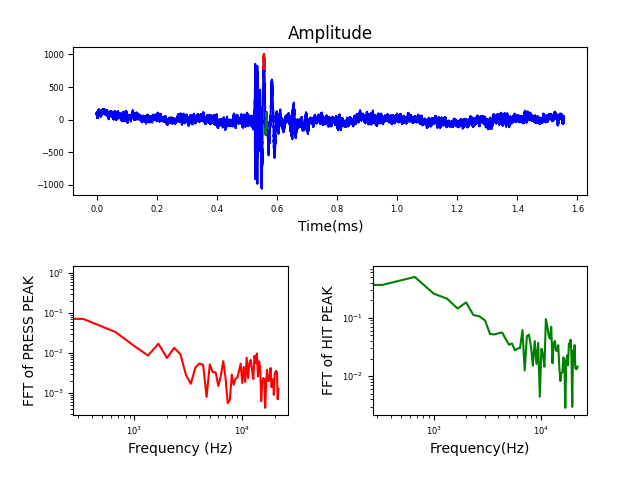 Amplitude
1000
500
0
−500
−1000
0.0 0.2 0.4 0.6 0.8 1.0 1.2 1.4 1.6
Time(ms)
FFT of PRESS PEAK
10⁰
10⁻¹
10⁻²
10⁻³
10³ 10⁴
Frequency (Hz)
FFT of HIT PEAK
10⁻¹
10⁻²
10³ 10⁴
Frequency(Hz)